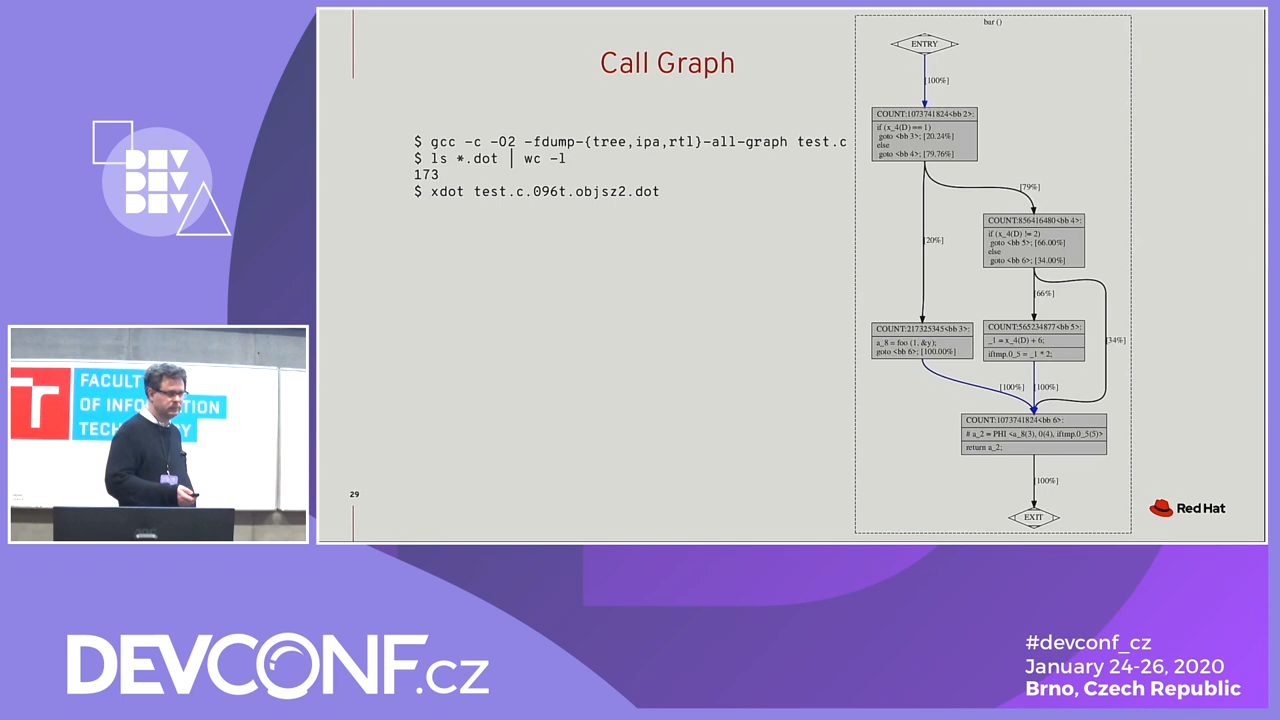 DEV
DEV
DEV
Call Graph
$ gcc -c -O2 -fdump-{tree,ipa,rtl}-all-graph test.c
$ ls *.dot | wc -l
173
$ xdot test.c.096t.objsz2.dot
bar ()
ENTRY
[100%]
COUNT:1073741824<bb 2>:
if (x_4(D) == 1)
goto <bb 3>; [20.24%]
else
goto <bb 4>; [79.76%]
[79%]
COUNT:856416480<bb 4>:
if (x_4(D) != 2)
goto <bb 5>; [66.00%]
else
goto <bb 6>; [34.00%]
[20%]
[66%]
[34%]
COUNT:217325345<bb 3>:
a_8 = foo (1, &y);
goto <bb 6>; [100.00%]
COUNT:565234877<bb 5>:
_1 = x_4(D) + 6;
iftmp.0_5 = _1 * 2;
[100%]
[100%]
COUNT:1073741824<bb 6>:
# a_2 = PHI <a_8(3), 0(4), iftmp.0_5(5)>
return a_2;
[100%]
EXIT
29
Red Hat
T
FACULT
OF INFO ATION
TECH Y
AOC
DEVCONF.cz
#devconf_cz
January 24-26, 2020
Brno, Czech Republic